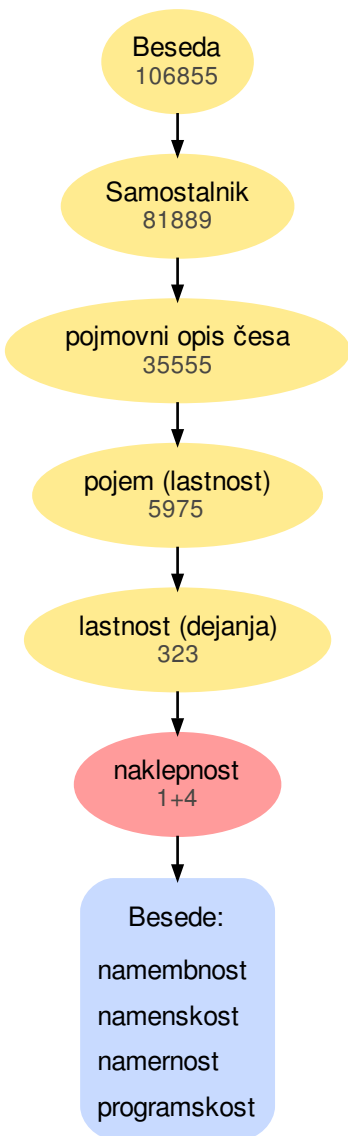 Beseda
106855
Samostalnik
81889
pojmovni opis česa
35555
pojem (lastnost)
5975
lastnost (dejanja)
323
naklepnost
1+4
Besede:
namembnost
namenskost
namernost
programskost